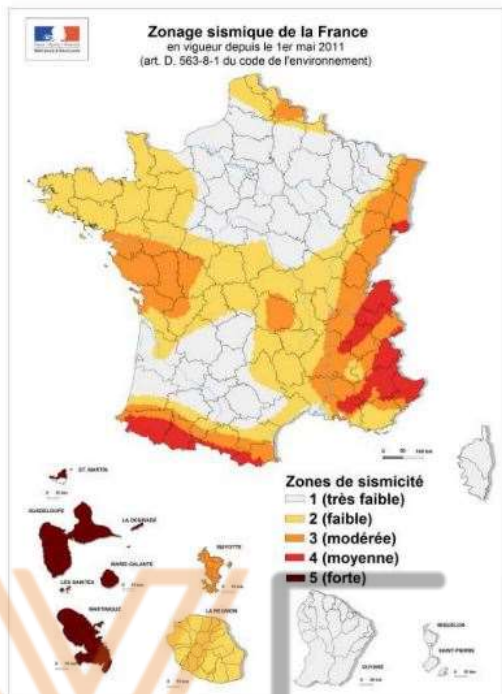 Zonage sismique de la France
en vigueur depuis le 1er mai 2011
(art. D. 563-8-1 du code de l'environnement)
Zones de sismicité
1 (très faible)
2 (faible)
3 (modérée)
4 (moyenne)
5 (forte)
ST. MARTIN
GUADELOUPE
LA DESIRADE
MARIE-GALANTE
LES SAINTES
MARTINIQUE
MAYOTTE
LA REUNION
GUYANE
MIQUELON
SAINT-PIERRE